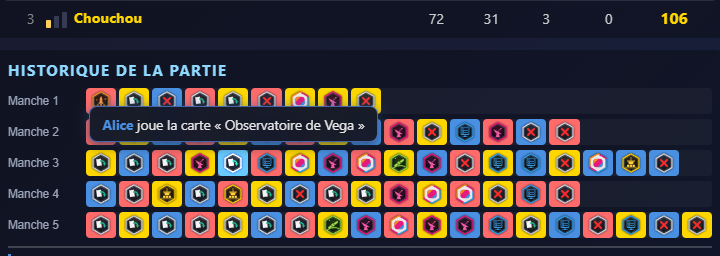 3 Chouchou 72 31 3 0 106
HISTORIQUE DE LA PARTIE
Manche 1
Alice joue la carte « Observatoire de Vega »
Manche 2
Manche 3
Manche 4
Manche 5